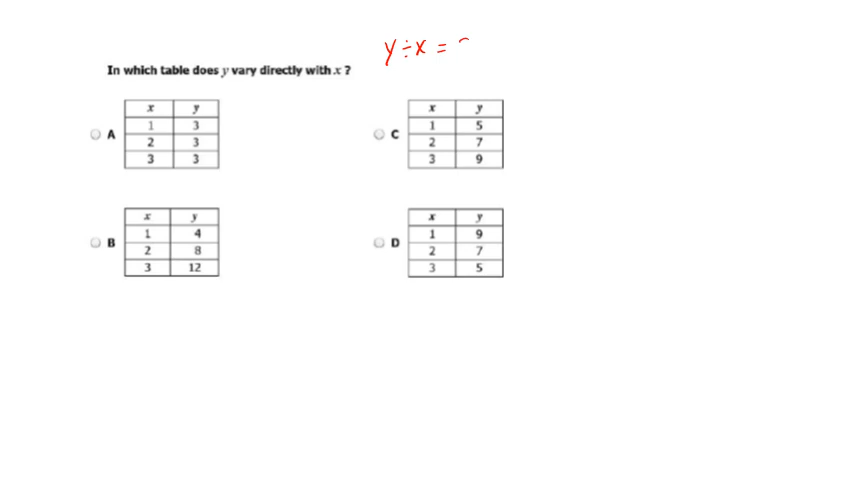 y÷x =
In which table does y vary directly with x ?
A
x y
1 3
2 3
3 3
C
x y
1 5
2 7
3 9
B
x y
1 4
2 8
3 12
D
x y
1 9
2 7
3 5